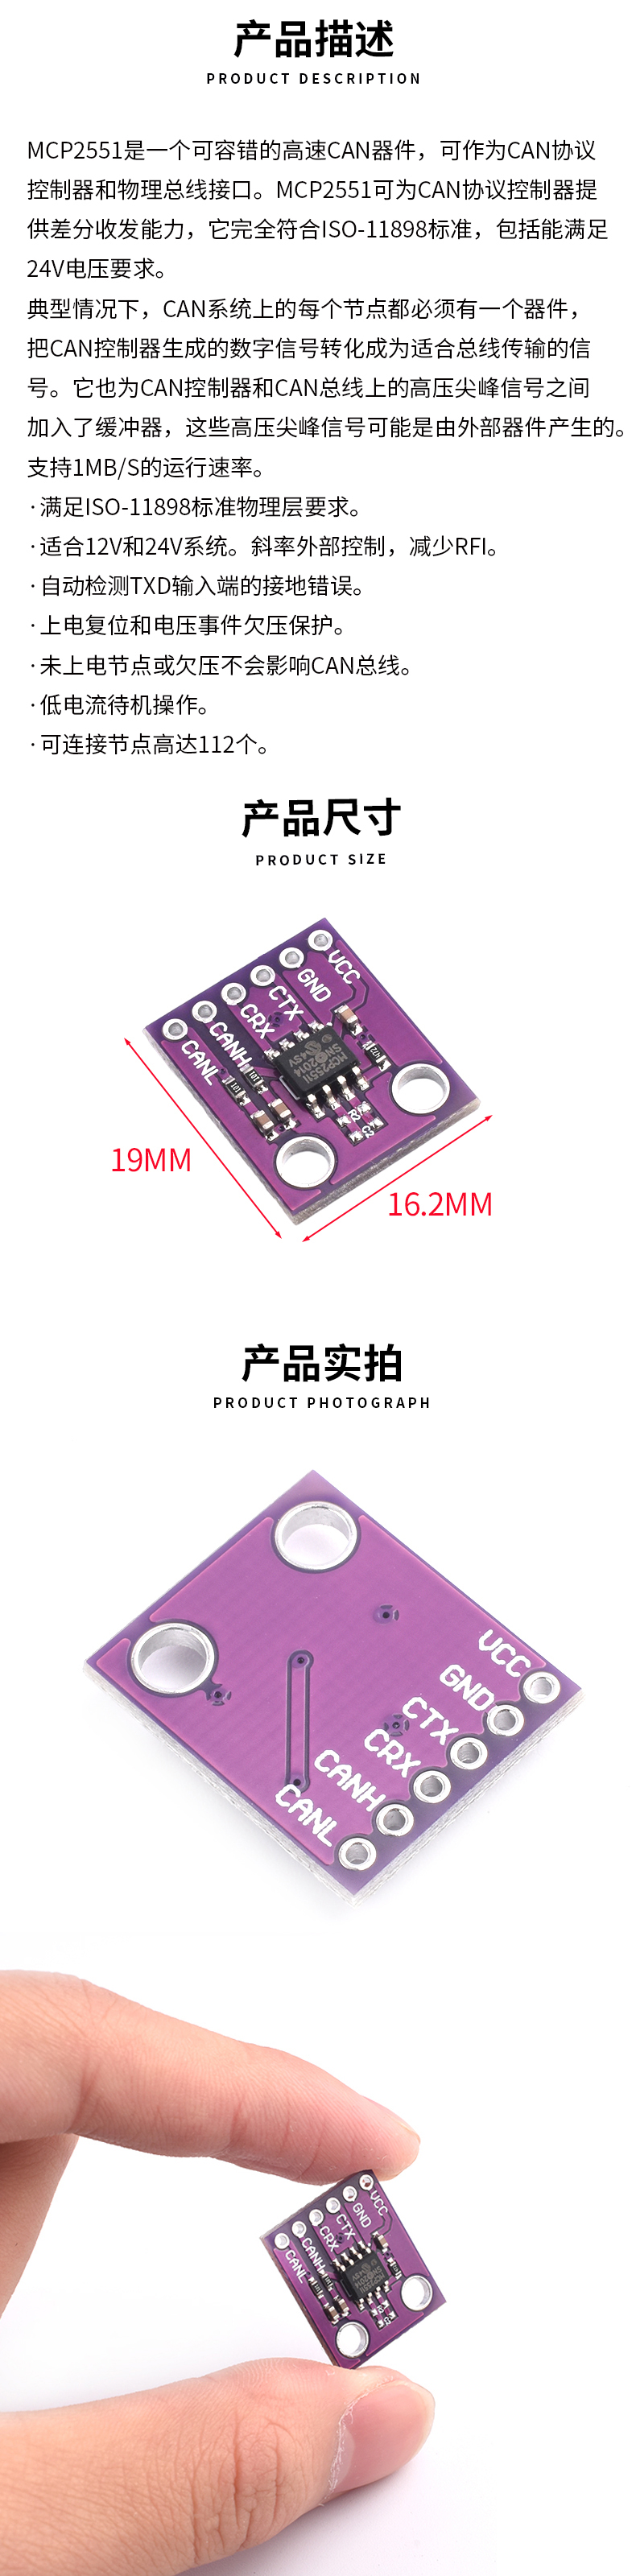 产品描述
PRODUCT DESCRIPTION
MCP2551是一个可容错的高速CAN器件，可作为CAN协议
控制器和物理总线接口。MCP2551可为CAN协议控制器提
供差分收发能力，它完全符合ISO-11898标准，包括能满足
24V电压要求。
典型情况下，CAN系统上的每个节点都必须有一个器件，
把CAN控制器生成的数字信号转化成为适合总线传输的信
号。它也为CAN控制器和CAN总线上的高压尖峰信号之间
加入了缓冲器，这些高压尖峰信号可能是由外部器件产生的。
支持1MB/S的运行速率。
·满足ISO-11898标准物理层要求。
·适合12V和24V系统。斜率外部控制，减少RFI。
·自动检测TXD输入端的接地错误。
·上电复位和电压事件欠压保护。
·未上电节点或欠压不会影响CAN总线。
·低电流待机操作。
·可连接节点高达112个。
产品尺寸
PRODUCT SIZE
VCC
GND
CTX
CRX
CANH
CANL
MCP2551I
19MM
16.2MM
产品实拍
PRODUCT PHOTOGRAPH
VCC
GND
CTX
CRX
CANH
CANL
VCC
GND
CTX
CRX
CANH
CANL